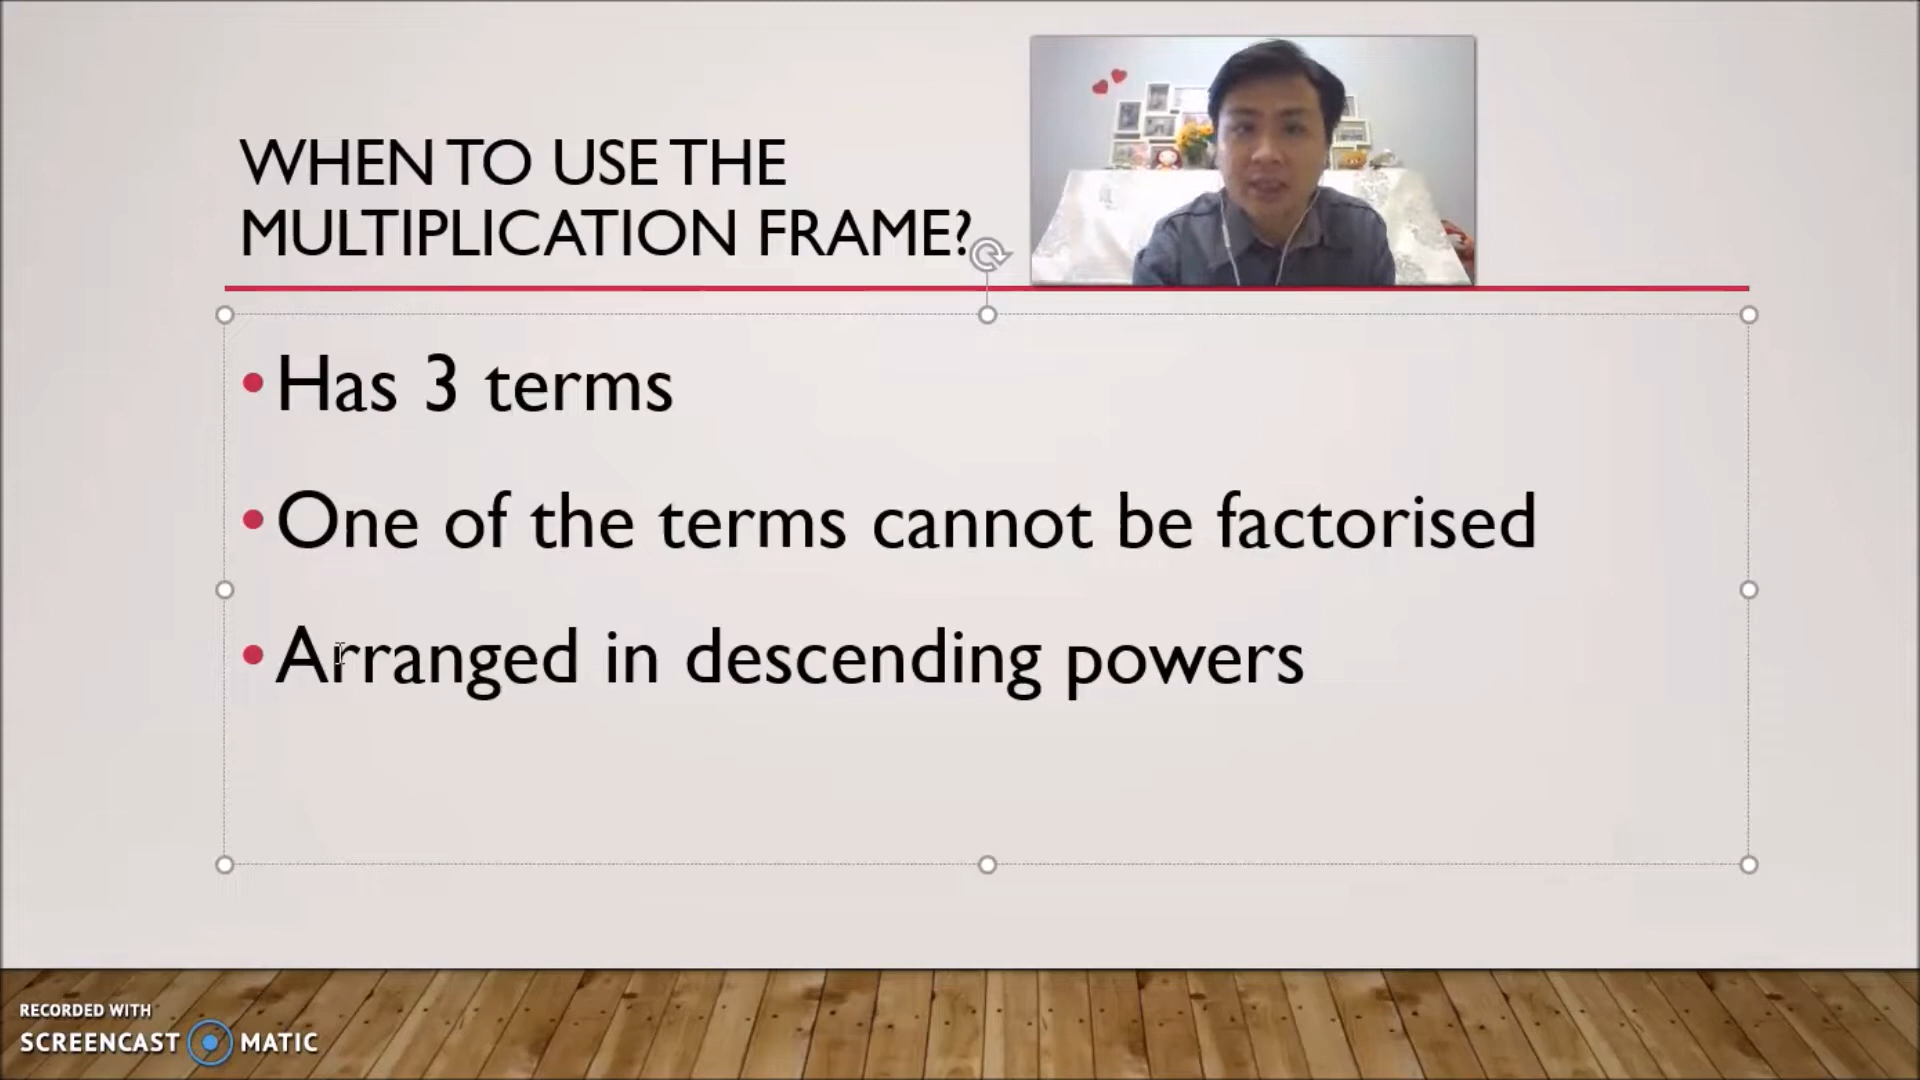 WHEN TO USE THE
MULTIPLICATION FRAME?
• Has 3 terms
• One of the terms cannot be factorised
• Arranged in descending powers
RECORDED WITH
SCREENCAST MATIC